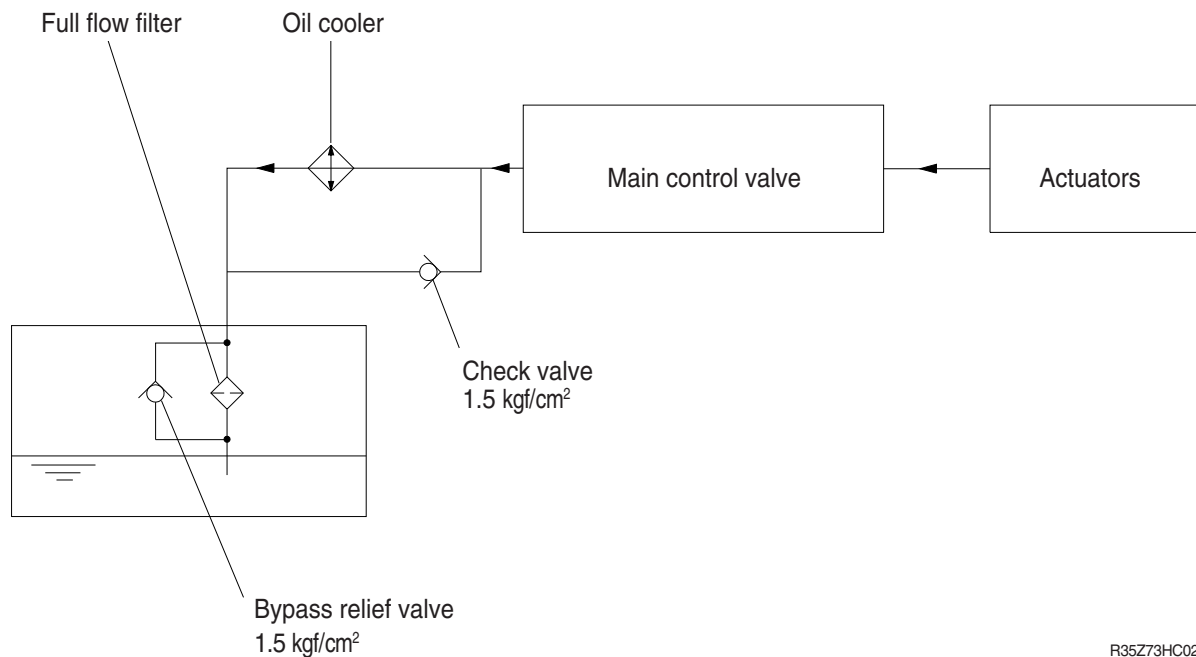 Full flow filter
Oil cooler
Main control valve
Actuators
Check valve
1.5 kgf/cm²
Bypass relief valve
1.5 kgf/cm²
R35Z73HC02